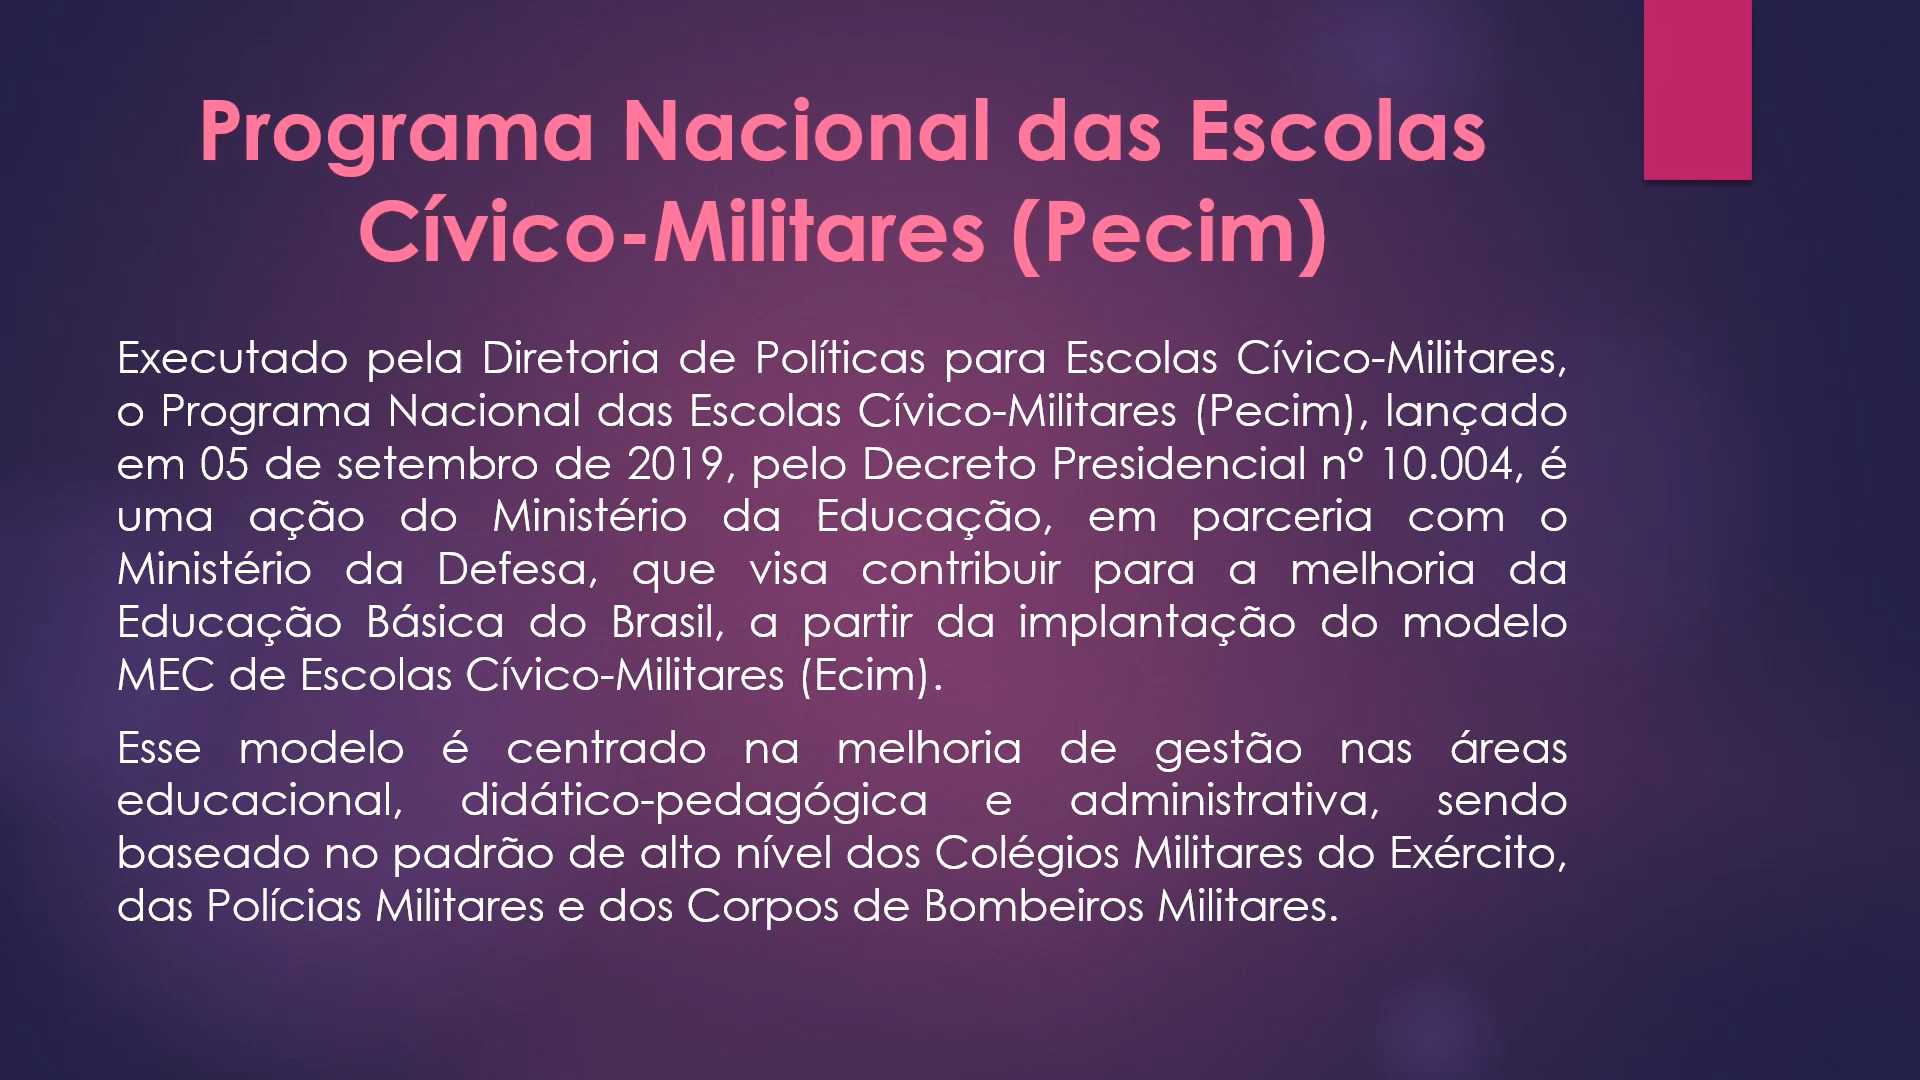 Programa Nacional das Escolas
Cívico-Militares (Pecim)
Executado pela Diretoria de Políticas para Escolas Cívico-Militares,
o Programa Nacional das Escolas Cívico-Militares (Pecim), lançado
em 05 de setembro de 2019, pelo Decreto Presidencial nº 10.004, é
uma ação do Ministério da Educação, em parceria com o
Ministério da Defesa, que visa contribuir para a melhoria da
Educação Básica do Brasil, a partir da implantação do modelo
MEC de Escolas Cívico-Militares (Ecim).
Esse modelo é centrado na melhoria de gestão nas áreas
educacional, didático-pedagógica e administrativa, sendo
baseado no padrão de alto nível dos Colégios Militares do Exército,
das Polícias Militares e dos Corpos de Bombeiros Militares.